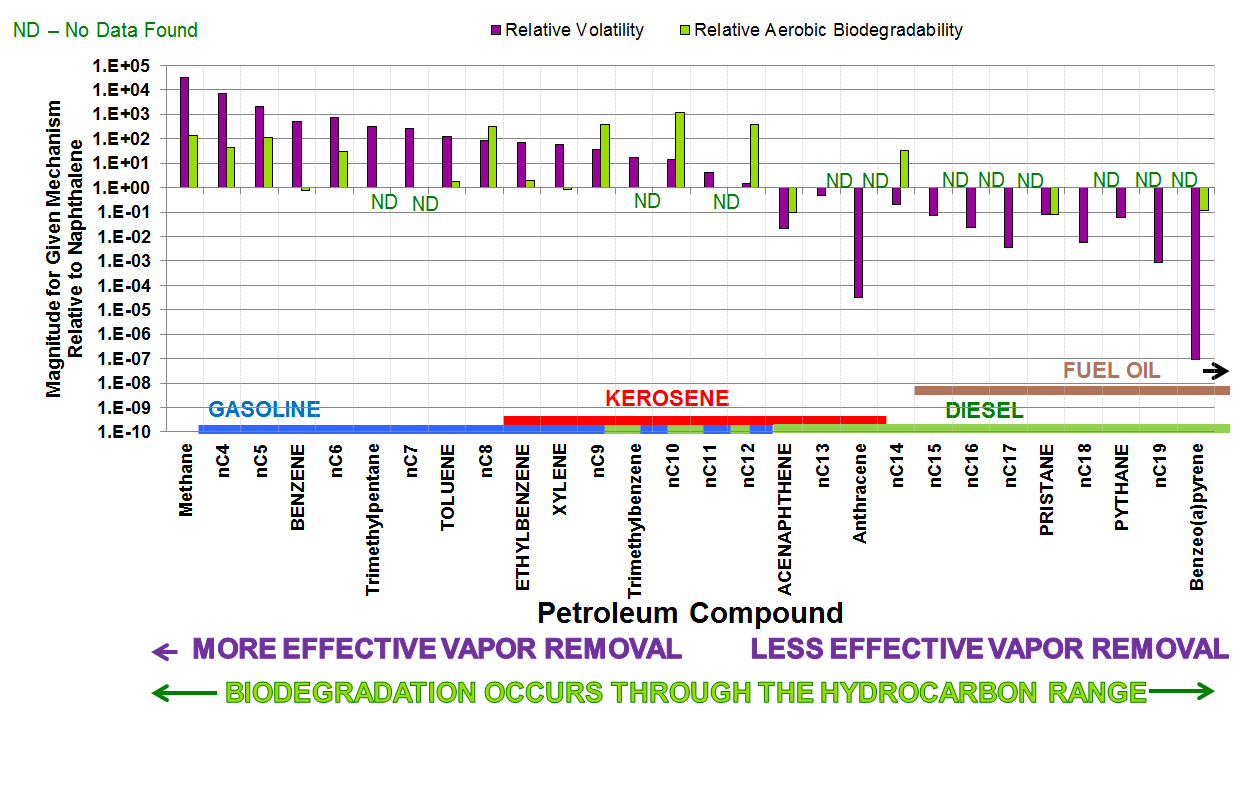 ND – No Data Found
Relative Volatility
Relative Aerobic Biodegradability
Magnitude for Given Mechanism
Relative to Naphthalene
1.E+05
1.E+04
1.E+03
1.E+02
1.E+01
1.E+00
1.E-01
1.E-02
1.E-03
1.E-04
1.E-05
1.E-06
1.E-07
1.E-08
1.E-09
1.E-10
ND
ND
ND
ND
ND
ND
ND
ND
ND
ND
ND
ND
FUEL OIL
KEROSENE
GASOLINE
DIESEL
Methane
nC4
nC5
BENZENE
nC6
Trimethylpentane
nC7
TOLUENE
nC8
ETHYLBENZENE
XYLENE
nC9
Trimethylbenzene
nC10
nC11
nC12
ACENAPHTHENE
nC13
Anthracene
nC14
nC15
nC16
nC17
PRISTANE
nC18
PYTHANE
nC19
Benzeo(a)pyrene
Petroleum Compound
MORE EFFECTIVE VAPOR REMOVAL
LESS EFFECTIVE VAPOR REMOVAL
BIODEGRADATION OCCURS THROUGH THE HYDROCARBON RANGE